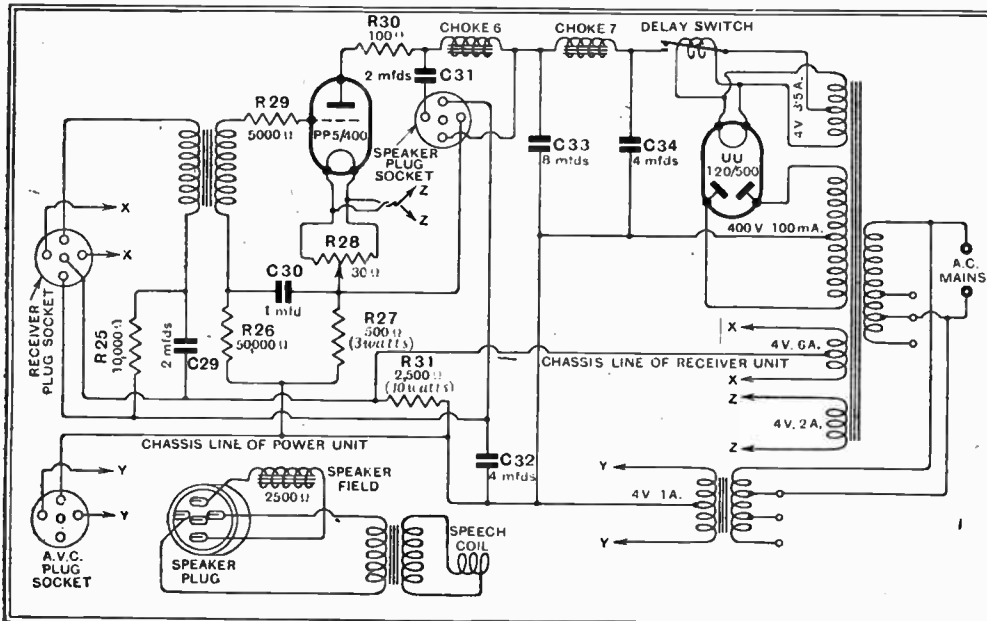 R30
100Ω
CHOKE 6
CHOKE 7
DELAY SWITCH
2 mfds
C31
R29
5000Ω
PP5/400
SPEAKER
PLUG
SOCKET
C33
8 mfds
C34
4 mfds
UU
120/500
4V 3·5A.
Z
Z
X
X
R28
30Ω
400V 100mA.
A.C.
MAINS
RECEIVER
PLUG SOCKET
C30
1 mfd
R25
10,000Ω
2 mfds
C29
R26
50,000Ω
R27
500Ω
(3watts)
R31
2,500Ω
(10watts)
X
4V. 6A.
CHASSIS LINE OF RECEIVER UNIT
X
Z
4V. 2A.
Z
CHASSIS LINE OF POWER UNIT
Y
Y
A.V.C.
PLUG
SOCKET
SPEAKER
FIELD
2500Ω
SPEAKER
PLUG
SPEECH
COIL
C32
4 mfds
Y
4V 1A.
Y